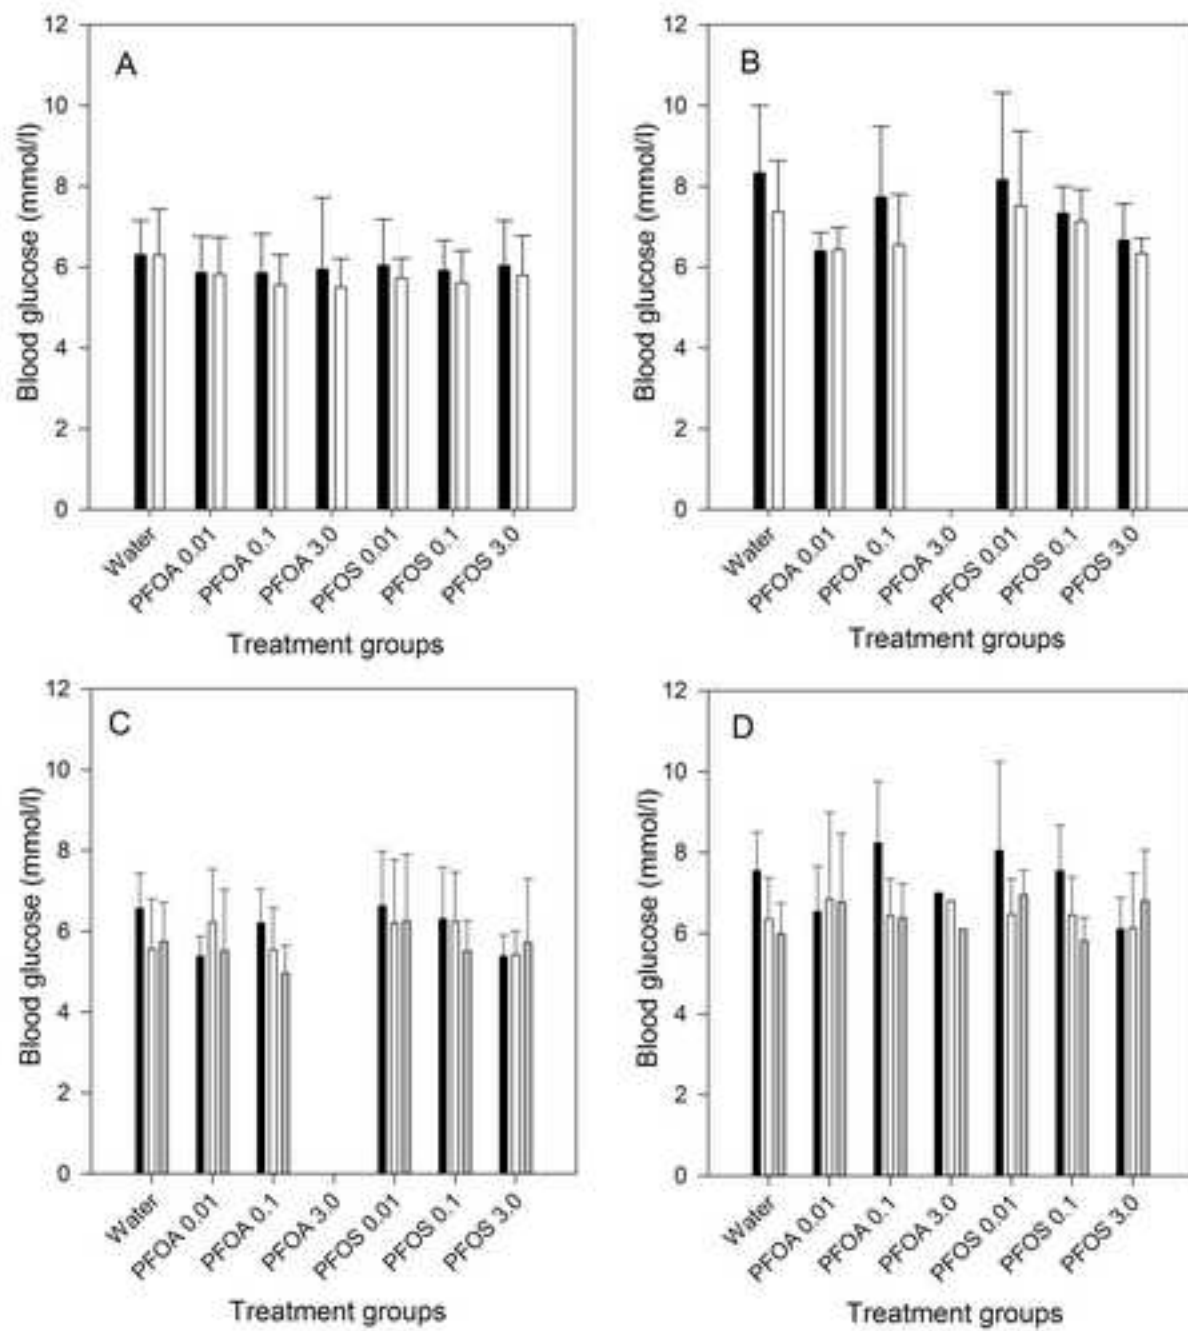 A
12
10
8
6
4
2
0
Blood glucose (mmol/l)
Water
PFOA 0.01
PFOA 0.1
PFOA 3.0
PFOS 0.01
PFOS 0.1
PFOS 3.0
Treatment groups
B
12
10
8
6
4
2
0
Blood glucose (mmol/l)
Water
PFOA 0.01
PFOA 0.1
PFOA 3.0
PFOS 0.01
PFOS 0.1
PFOS 3.0
Treatment groups
C
12
10
8
6
4
2
0
Blood glucose (mmol/l)
Water
PFOA 0.01
PFOA 0.1
PFOA 3.0
PFOS 0.01
PFOS 0.1
PFOS 3.0
Treatment groups
D
12
10
8
6
4
2
0
Blood glucose (mmol/l)
Water
PFOA 0.01
PFOA 0.1
PFOA 3.0
PFOS 0.01
PFOS 0.1
PFOS 3.0
Treatment groups